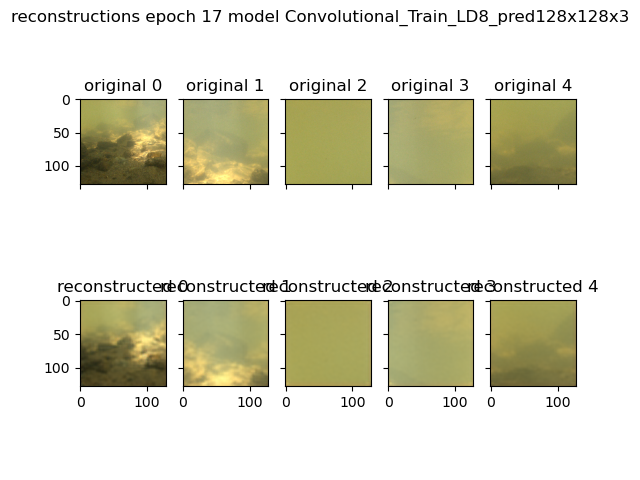 reconstructions epoch 17 model Convolutional_Train_LD8_pred128x128x3
original 0 original 1 original 2 original 3 original 4
0
50
100
reconstructed 0 reconstructed 1 reconstructed 2 reconstructed 3 reconstructed 4
0
50
100
0 100 0 100 0 100 0 100 0 100